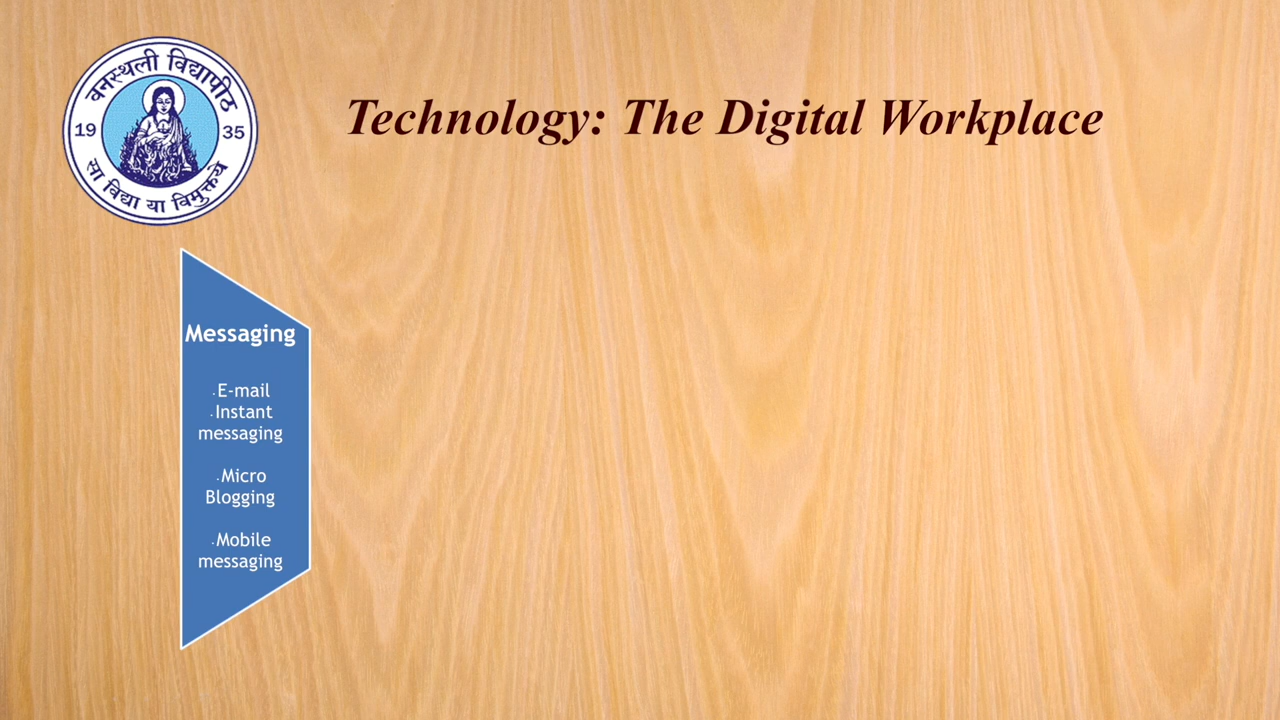 वनस्थली विद्यापीठ
19 35
सा विद्या या विमुक्तये
Technology: The Digital Workplace
Messaging
.E-mail
.Instant
messaging
.Micro
Blogging
.Mobile
messaging